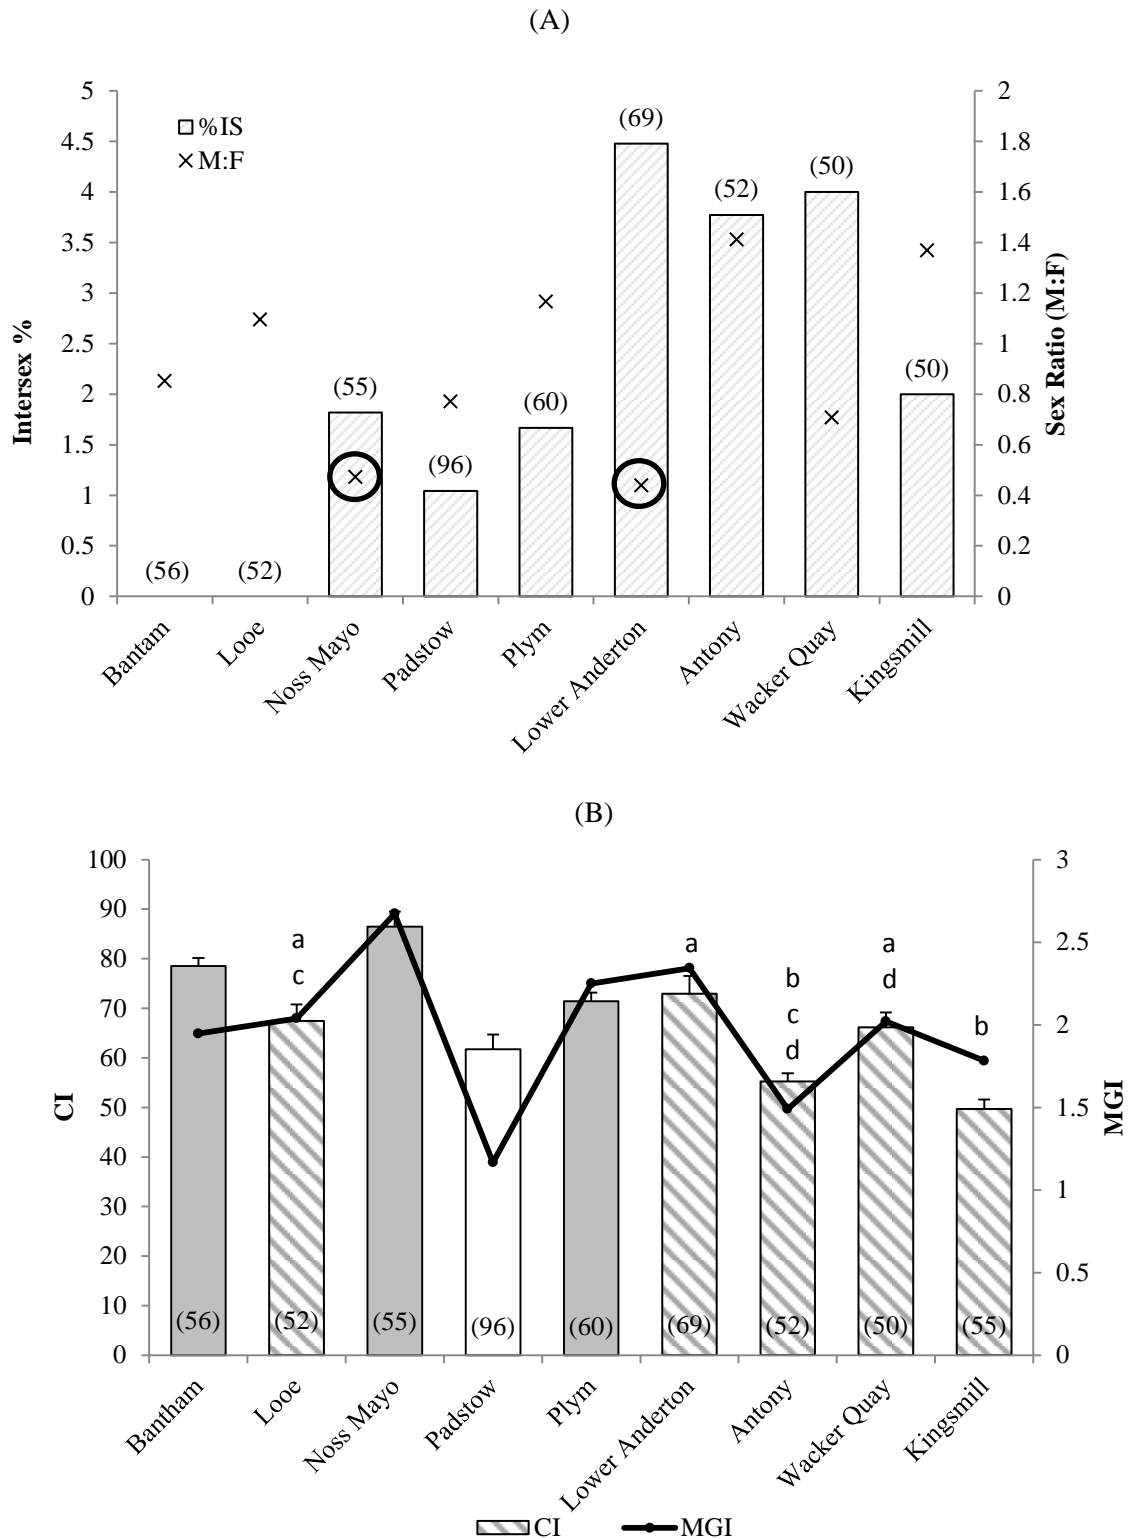 (A)
5
4.5
4
3.5
3
2.5
2
1.5
1
0.5
0
Intersex %
%IS
M:F
(56)
(52)
(55)
(96)
(60)
(69)
(52)
(50)
(50)
2
1.8
1.6
1.4
1.2
1
0.8
0.6
0.4
0.2
0
Sex Ratio (M:F)
Bantam
Looe
Noss Mayo
Padstow
Plym
Lower Anderton
Antony
Wacker Quay
Kingsmill
(B)
100
90
80
70
60
50
40
30
20
10
0
CI
a
c
a
b
c
d
a
d
b
(56)
(52)
(55)
(96)
(60)
(69)
(52)
(50)
(55)
3
2.5
2
1.5
1
0.5
0
MGI
Bantham
Looe
Noss Mayo
Padstow
Plym
Lower Anderton
Antony
Wacker Quay
Kingsmill
CI
MGI